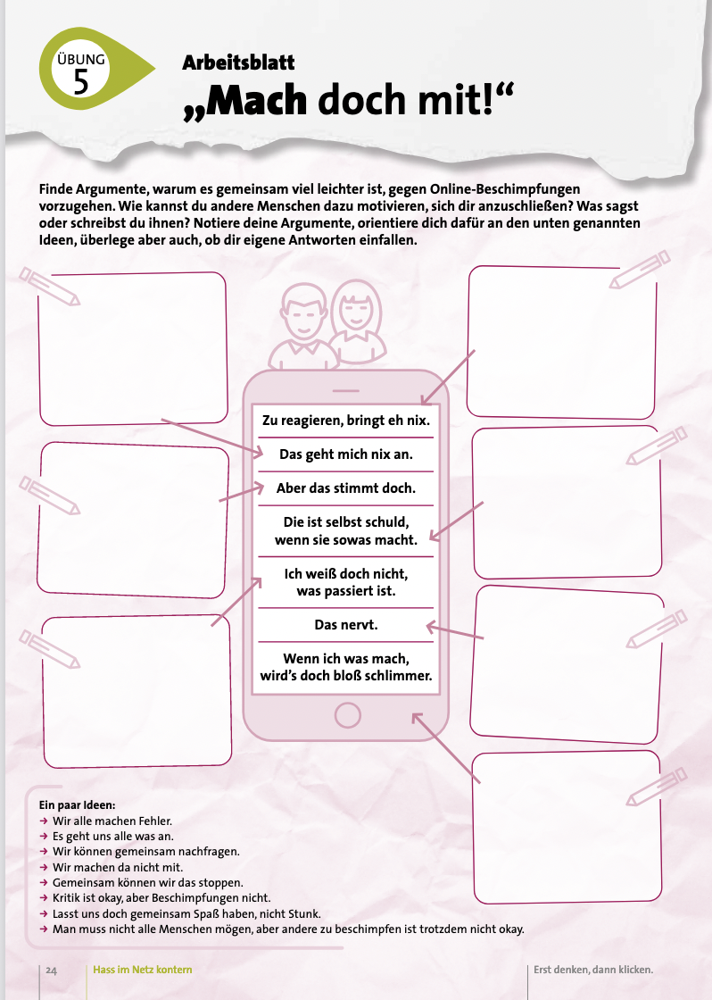 ÜBUNG
5
Arbeitsblatt
„Mach doch mit!“
Finde Argumente, warum es gemeinsam viel leichter ist, gegen Online-Beschimpfungen
vorzugehen. Wie kannst du andere Menschen dazu motivieren, sich dir anzuschließen? Was sagst
oder schreibst du ihnen? Notiere deine Argumente, orientiere dich dafür an den unten genannten
Ideen, überlege aber auch, ob dir eigene Antworten einfallen.
Zu reagieren, bringt eh nix.
Das geht mich nix an.
Aber das stimmt doch.
Die ist selbst schuld,
wenn sie sowas macht.
Ich weiß doch nicht,
was passiert ist.
Das nervt.
Wenn ich was mach,
wird’s doch bloß schlimmer.
Ein paar Ideen:
➔ Wir alle machen Fehler.
➔ Es geht uns alle was an.
➔ Wir können gemeinsam nachfragen.
➔ Wir machen da nicht mit.
➔ Gemeinsam können wir das stoppen.
➔ Kritik ist okay, aber Beschimpfungen nicht.
➔ Lasst uns doch gemeinsam Spaß haben, nicht Stunk.
➔ Man muss nicht alle Menschen mögen, aber andere zu beschimpfen ist trotzdem nicht okay.
24 Hass im Netz kontern
Erst denken, dann klicken.